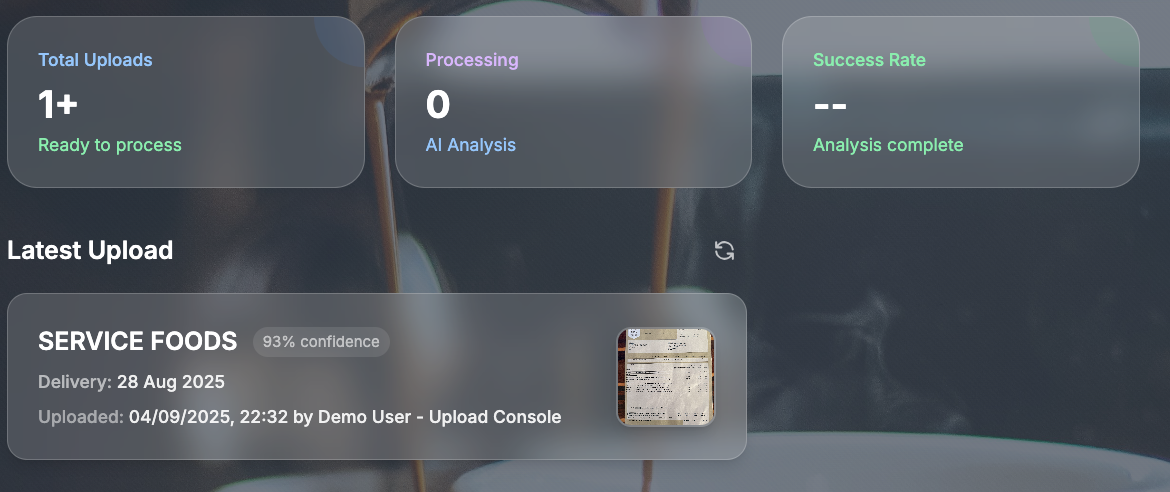 Total Uploads
1+
Ready to process
Processing
0
AI Analysis
Success Rate
--
Analysis complete
Latest Upload
SERVICE FOODS 93% confidence
Delivery: 28 Aug 2025
Uploaded: 04/09/2025, 22:32 by Demo User - Upload Console